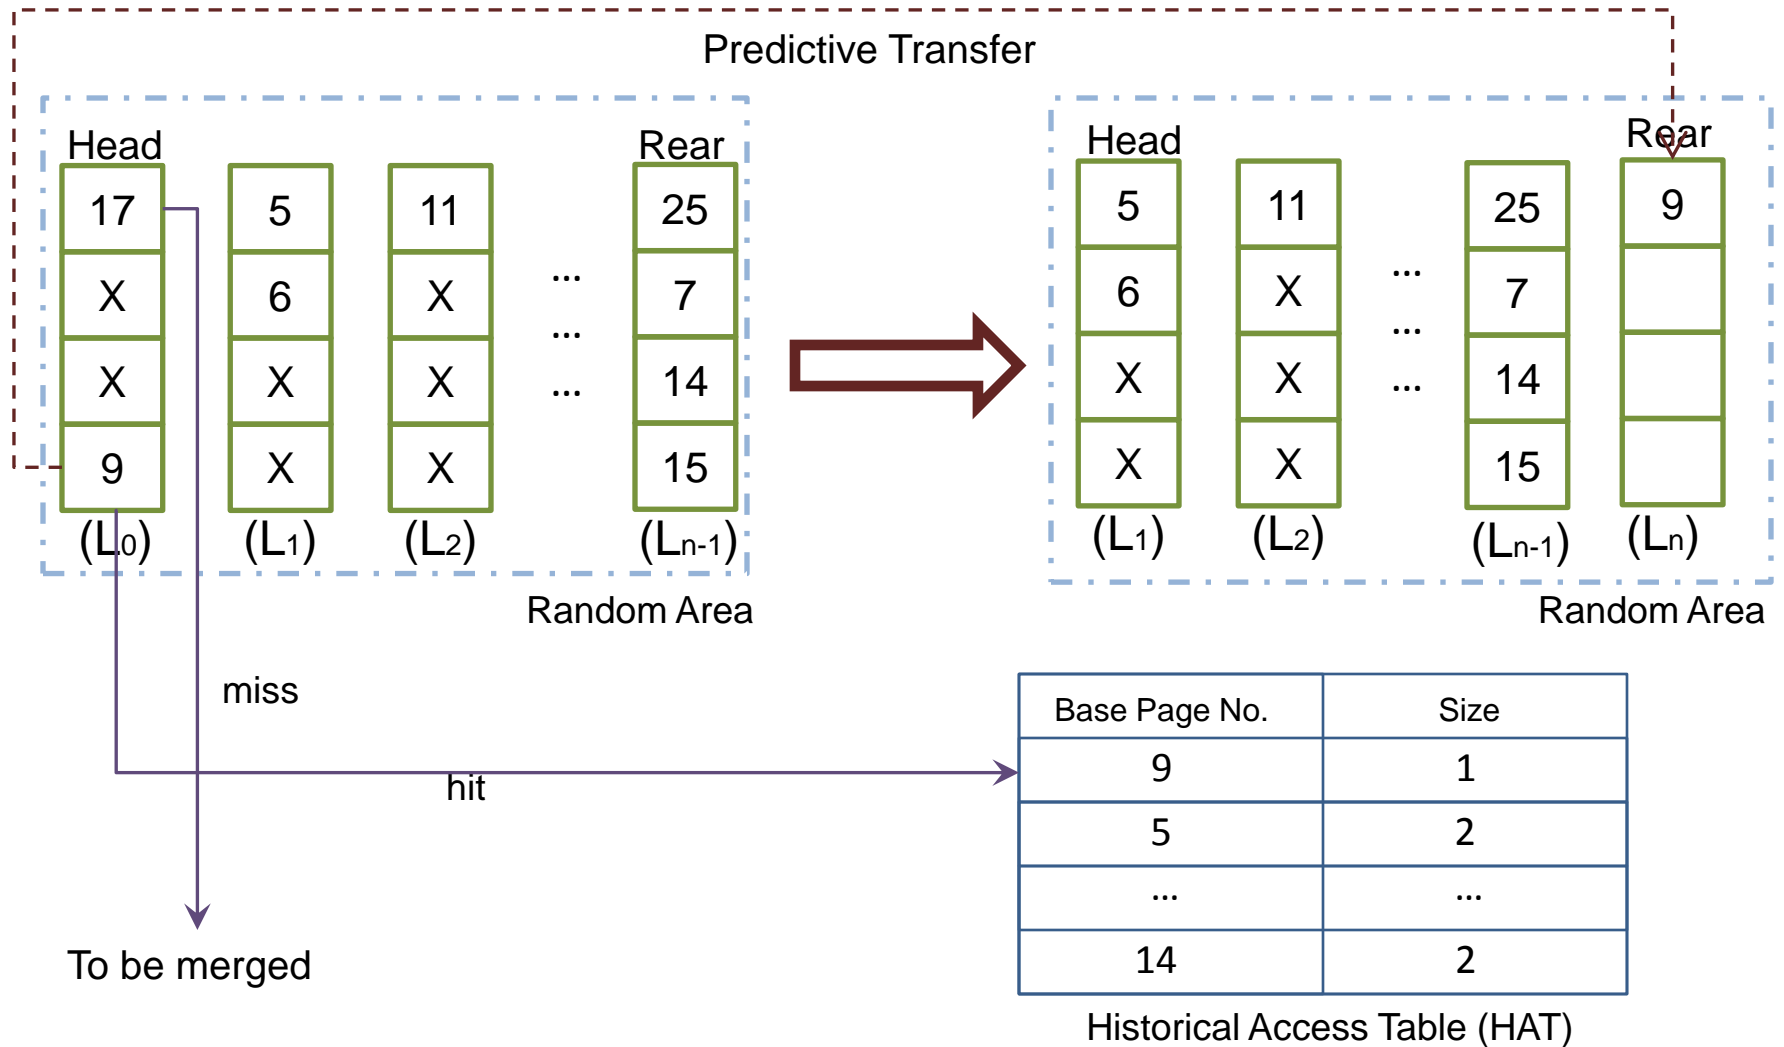 Predictive Transfer
Head Rear
17 5 11 25
X 6 X ... 7
X X X ... 14
9 X X ... 15
(L0) (L1) (L2) (Ln-1)
Random Area
Head Rear
5 11 25 9
6 X ... 7
X X ... 14
X X ... 15
(L1) (L2) (Ln-1) (Ln)
Random Area
miss
hit
To be merged
Base Page No. Size
9 1
5 2
... ...
14 2
Historical Access Table (HAT)